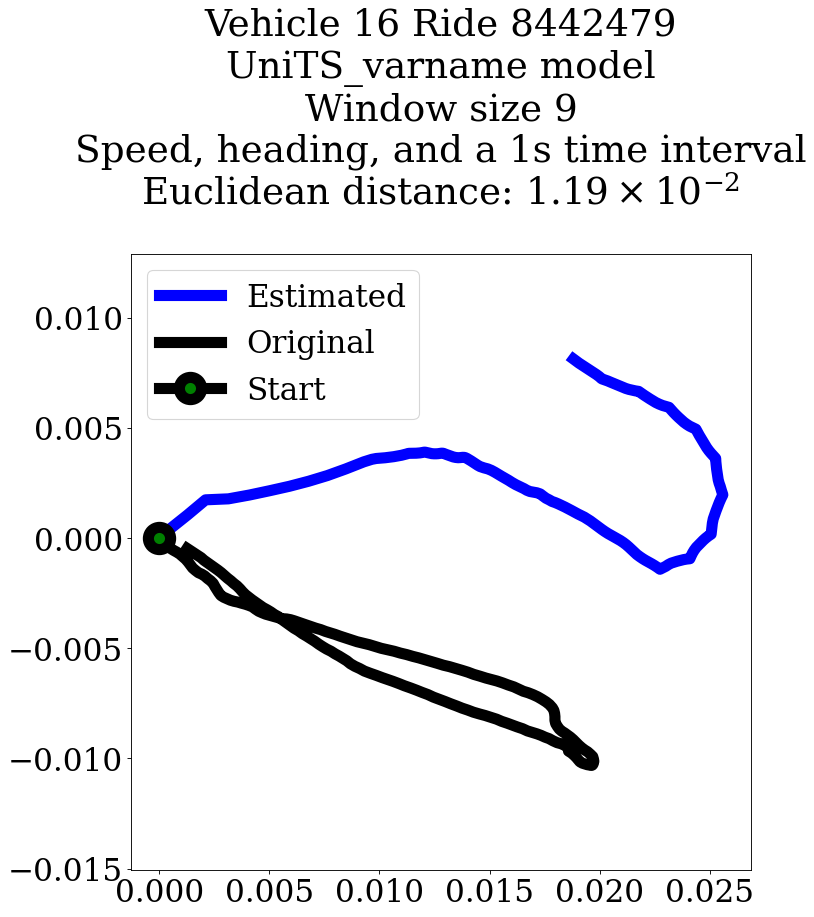 Vehicle 16 Ride 8442479
UniTS_varname model
Window size 9
Speed, heading, and a 1s time interval
Euclidean distance: 1.19 × 10⁻²
Estimated
Original
Start
0.010
0.005
0.000
−0.005
−0.010
−0.015
0.000 0.005 0.010 0.015 0.020 0.025